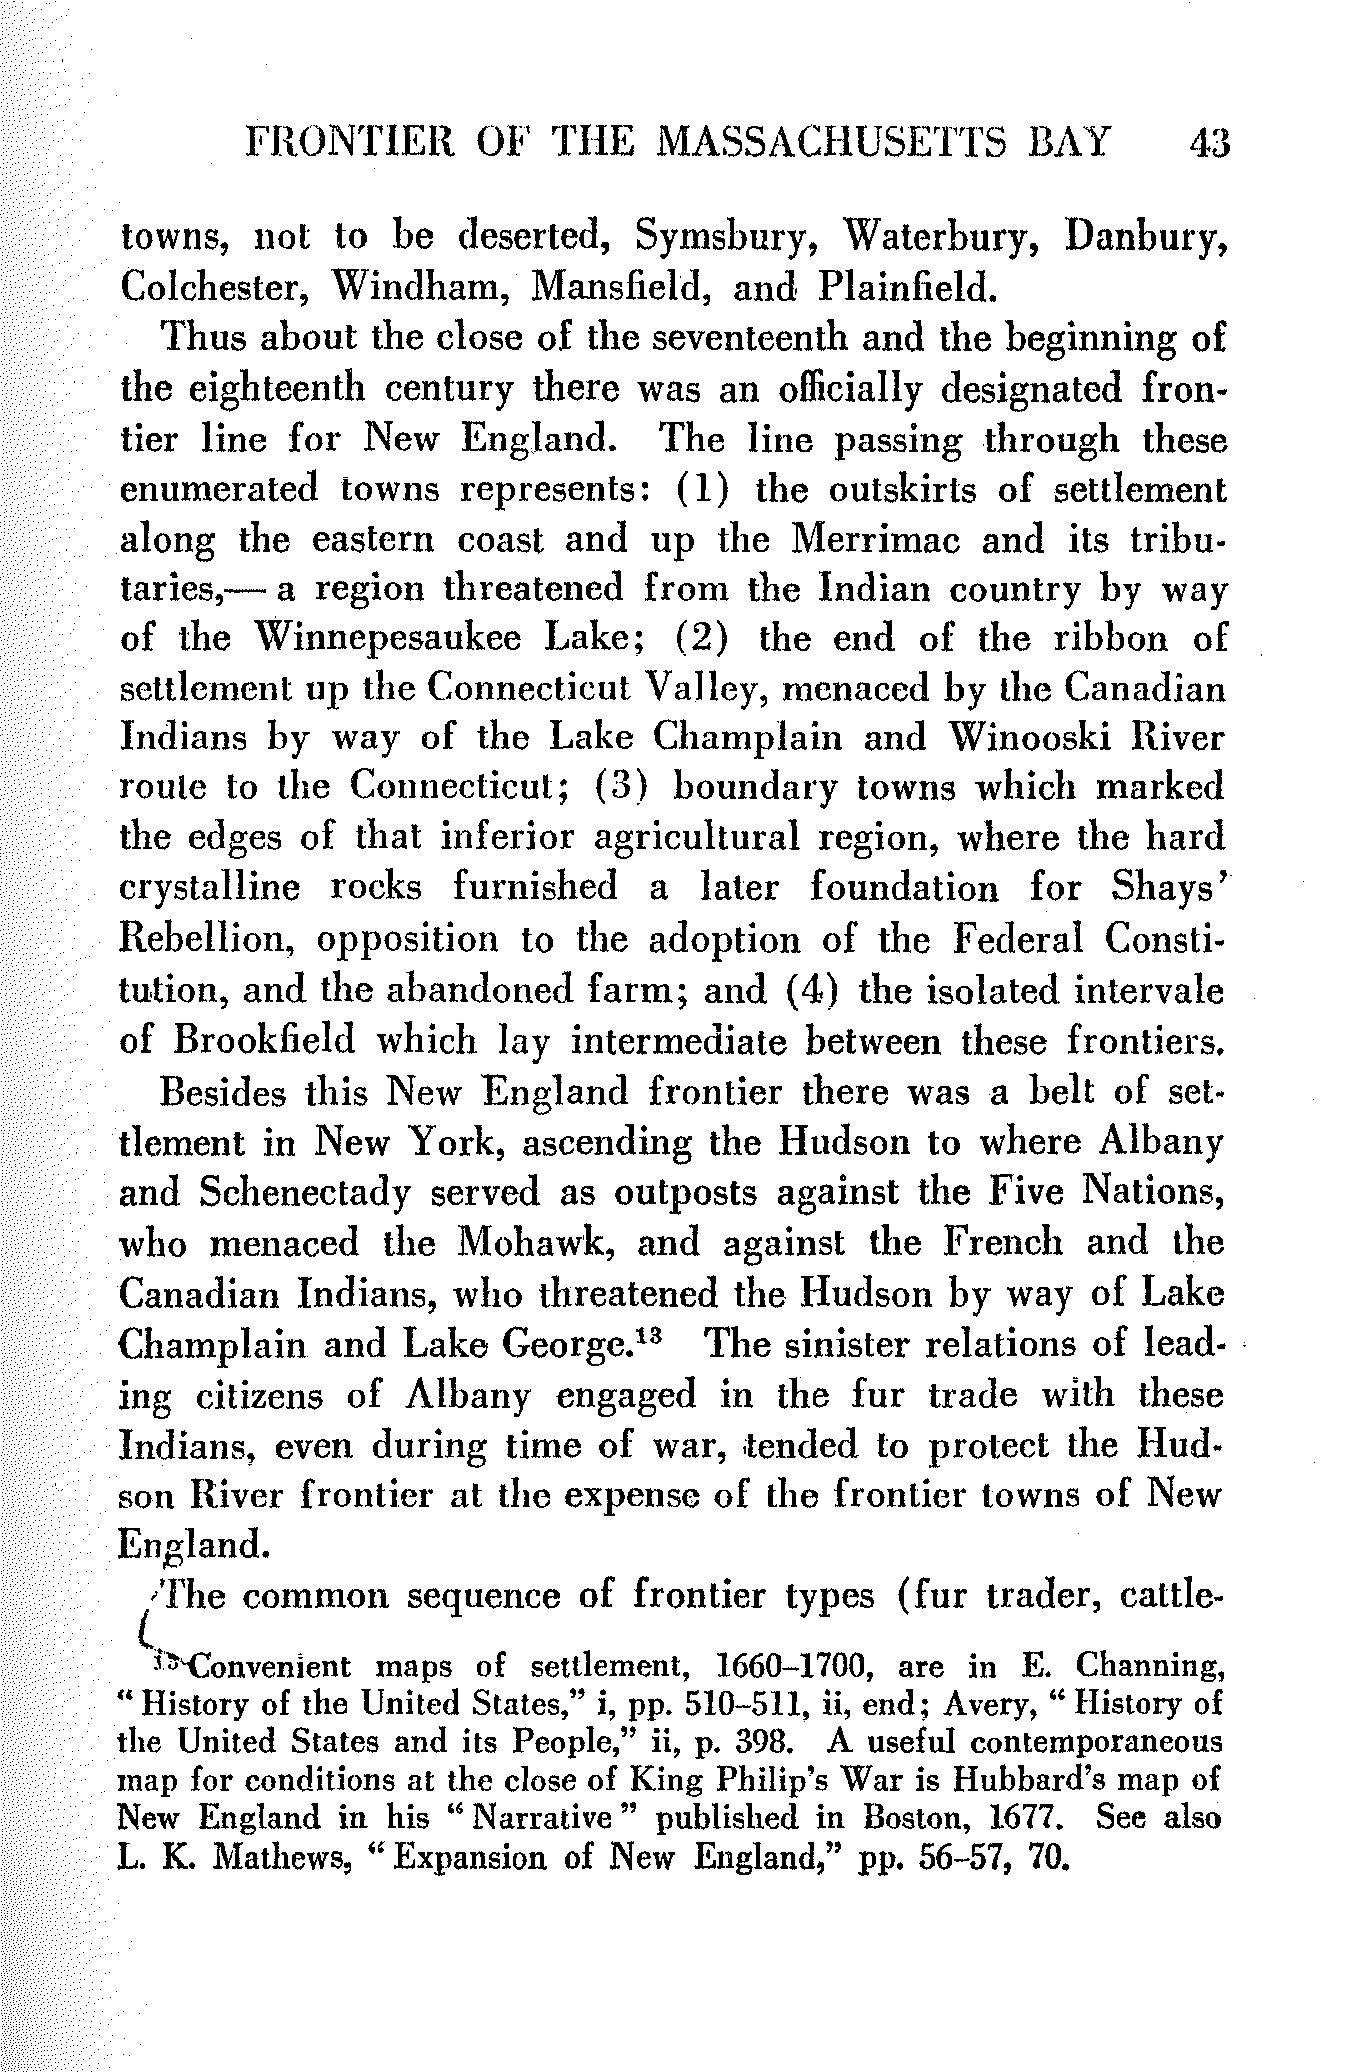 FRONTIER OF THE MASSACHUSETTS BAY 43
towns, not to be deserted, Symsbury, Waterbury, Danbury,
Colchester, Windham, Mansfield, and Plainfield.
Thus about the close of the seventeenth and the beginning of
the eighteenth century there was an officially designated fron-
tier line for New England. The line passing through these
enumerated towns represents: (1) the outskirts of settlement
along the eastern coast and up the Merrimac and its tribu-
taries,— a region threatened from the Indian country by way
of the Winnepesaukee Lake; (2) the end of the ribbon of
settlement up the Connecticut Valley, menaced by the Canadian
Indians by way of the Lake Champlain and Winooski River
route to the Connecticut; (3) boundary towns which marked
the edges of that inferior agricultural region, where the hard
crystalline rocks furnished a later foundation for Shays'
Rebellion, opposition to the adoption of the Federal Consti-
tution, and the abandoned farm; and (4) the isolated intervale
of Brookfield which lay intermediate between these frontiers.
Besides this New England frontier there was a belt of set-
tlement in New York, ascending the Hudson to where Albany
and Schenectady served as outposts against the Five Nations,
who menaced the Mohawk, and against the French and the
Canadian Indians, who threatened the Hudson by way of Lake
Champlain and Lake George.¹³ The sinister relations of lead-
ing citizens of Albany engaged in the fur trade with these
Indians, even during time of war, tended to protect the Hud-
son River frontier at the expense of the frontier towns of New
England.
The common sequence of frontier types (fur trader, cattle-
¹³ Convenient maps of settlement, 1660–1700, are in E. Channing,
“History of the United States,” i, pp. 510–511, ii, end; Avery, “History of
the United States and its People,” ii, p. 398. A useful contemporaneous
map for conditions at the close of King Philip's War is Hubbard's map of
New England in his “Narrative” published in Boston, 1677. See also
L. K. Mathews, “Expansion of New England,” pp. 56–57, 70.